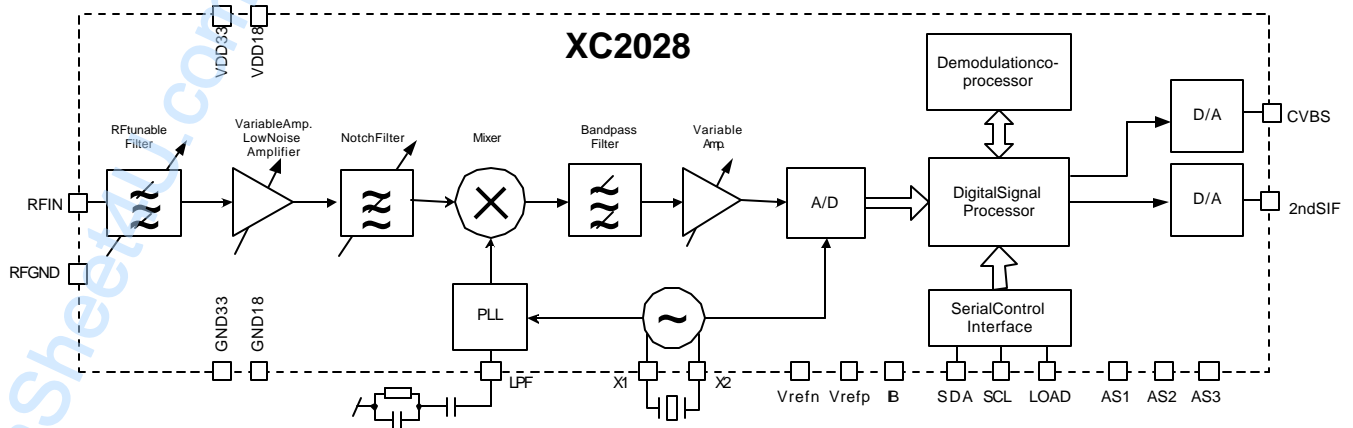 XC2028
VDD33
VDD18
Demodulationco-
processor
RFtunable
Filter
VariableAmp.
LowNoise
Amplifier
NotchFilter
Mixer
Bandpass
Filter
Variable
Amp.
D/A
CVBS
RFIN
A/D
DigitalSignal
Processor
D/A
2ndSIF
RFGND
GND33
GND18
PLL
~
SerialControl
Interface
LPF
X1
X2
Vrefn
Vrefp
IB
SDA
SCL
LOAD
AS1
AS2
AS3
Sheet4U.com